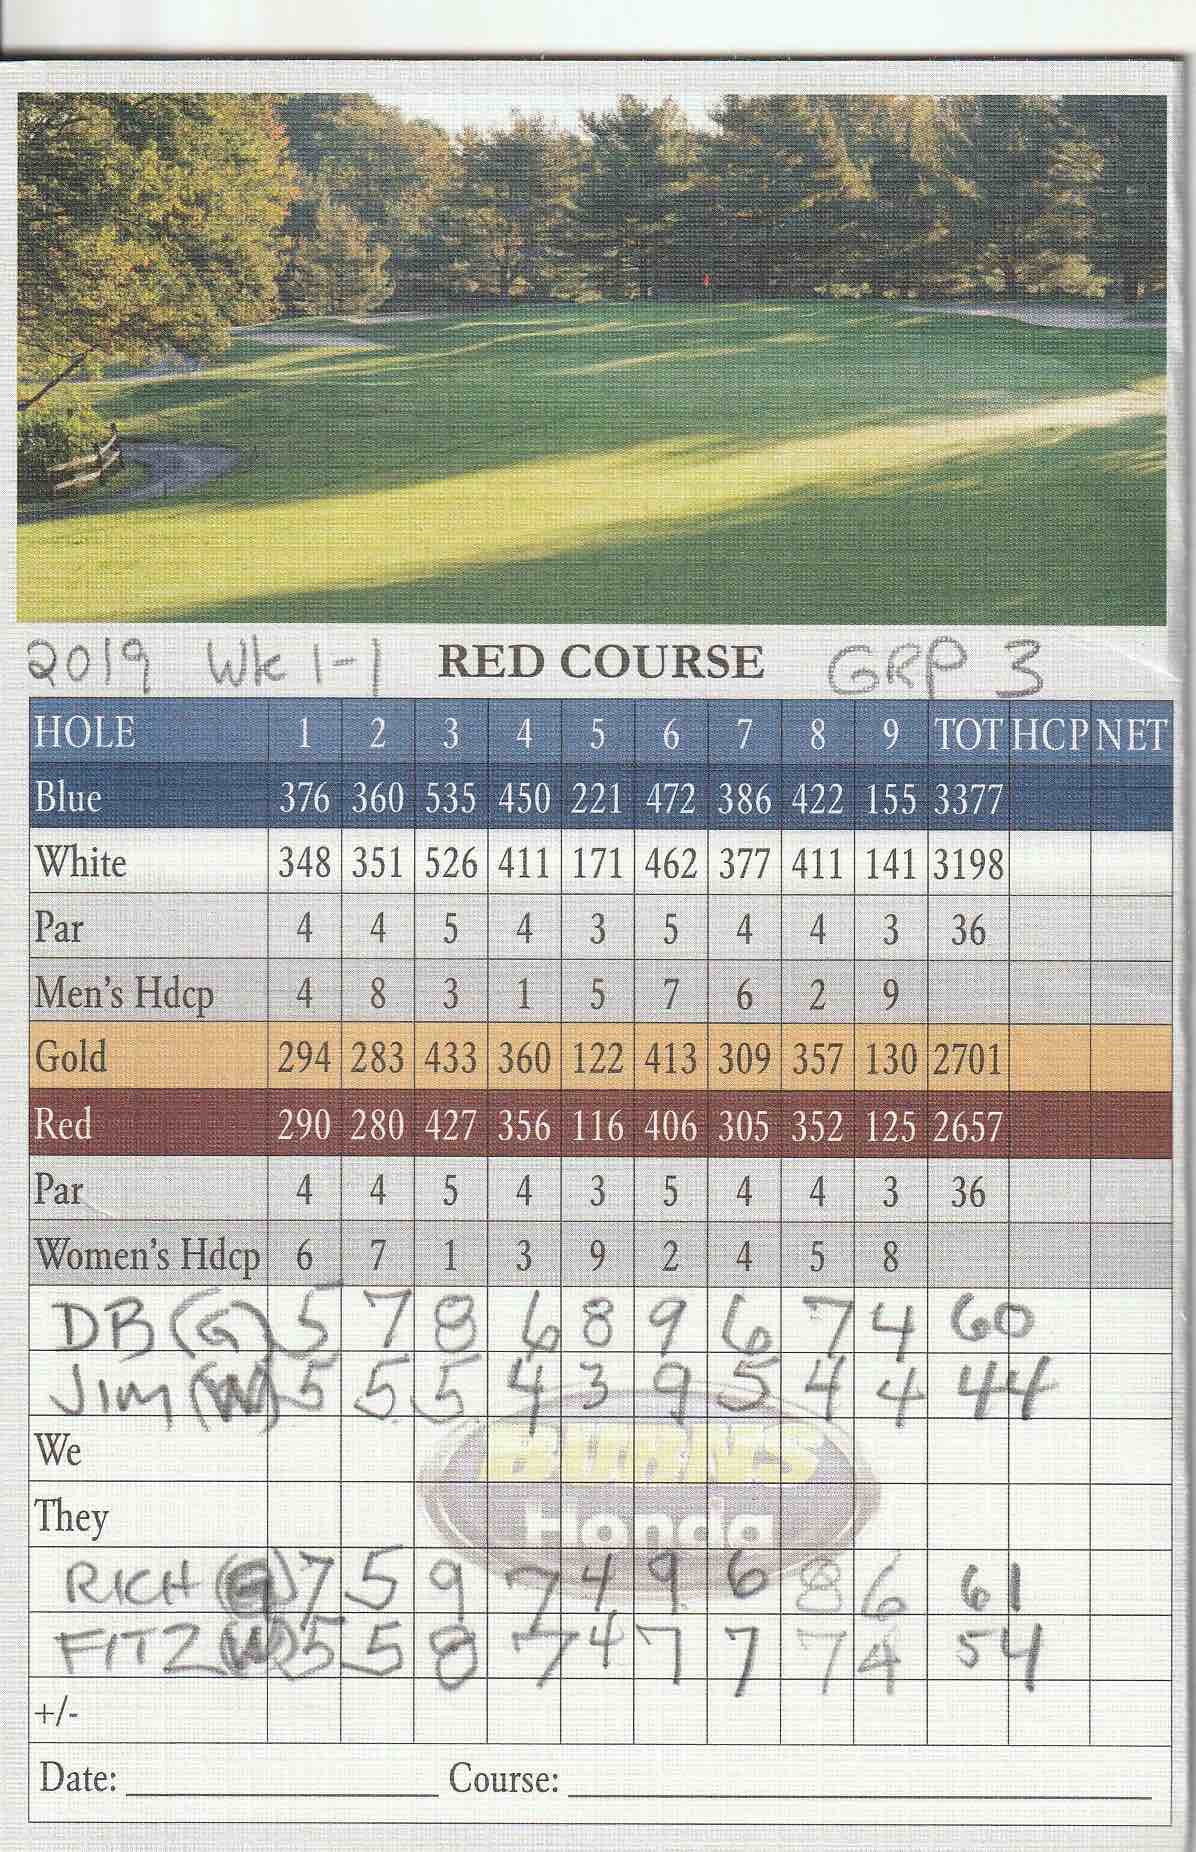 2019 Wk 1-1 RED COURSE GRP 3
HOLE 1 2 3 4 5 6 7 8 9 TOT HCP NET
Blue 376 360 535 450 221 472 386 422 155 3377
White 348 351 526 411 171 462 377 411 141 3198
Par 4 4 5 4 3 5 4 4 3 36
Men's Hdcp 4 8 3 1 5 7 6 2 9
Gold 294 283 433 360 122 413 309 357 130 2701
Red 290 280 427 356 116 406 305 352 125 2657
Par 4 4 5 4 3 5 4 4 3 36
Women's Hdcp 6 7 1 3 9 2 4 5 8
DB (G) 5 7 8 6 8 9 6 7 4 60
Jim (W) 5 5 5 4 3 9 5 4 4 44
We
BURNS
They
Honda
RICH (G) 7 5 9 7 4 9 6 8 6 61
FITZ (W) 5 5 8 7 4 7 7 7 4 54
+/-
Date: Course: